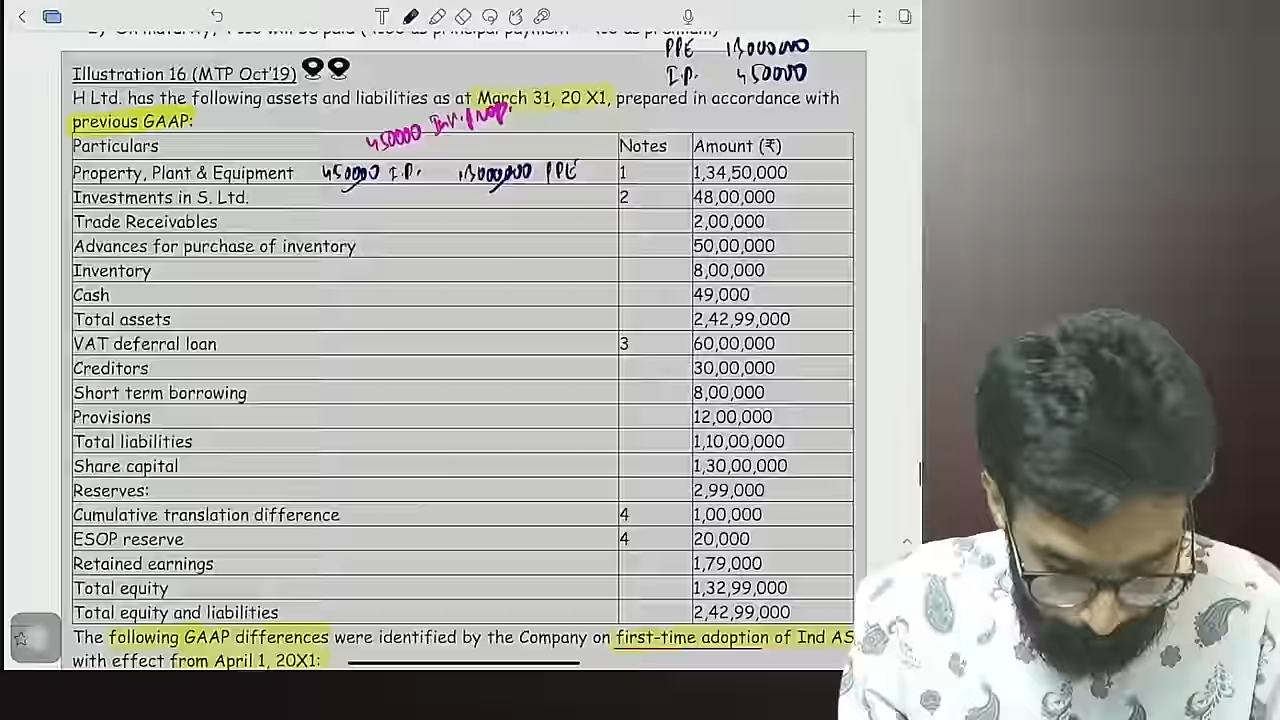 PPE 13000000
Illustration 16 (MTP Oct'19)
I.P. 450000
H Ltd. has the following assets and liabilities as at March 31, 20 X1, prepared in accordance with
previous GAAP:
450000 Inv. Prop.
Particulars Notes Amount (₹)
Property, Plant & Equipment 450000 I.P. 13000000 PPE 1 1,34,50,000
Investments in S. Ltd. 2 48,00,000
Trade Receivables 2,00,000
Advances for purchase of inventory 50,00,000
Inventory 8,00,000
Cash 49,000
Total assets 2,42,99,000
VAT deferral loan 3 60,00,000
Creditors 30,00,000
Short term borrowing 8,00,000
Provisions 12,00,000
Total liabilities 1,10,00,000
Share capital 1,30,00,000
Reserves: 2,99,000
Cumulative translation difference 4 1,00,000
ESOP reserve 4 20,000
Retained earnings 1,79,000
Total equity 1,32,99,000
Total equity and liabilities 2,42,99,000
The following GAAP differences were identified by the Company on first-time adoption of Ind AS
with effect from April 1, 20X1: